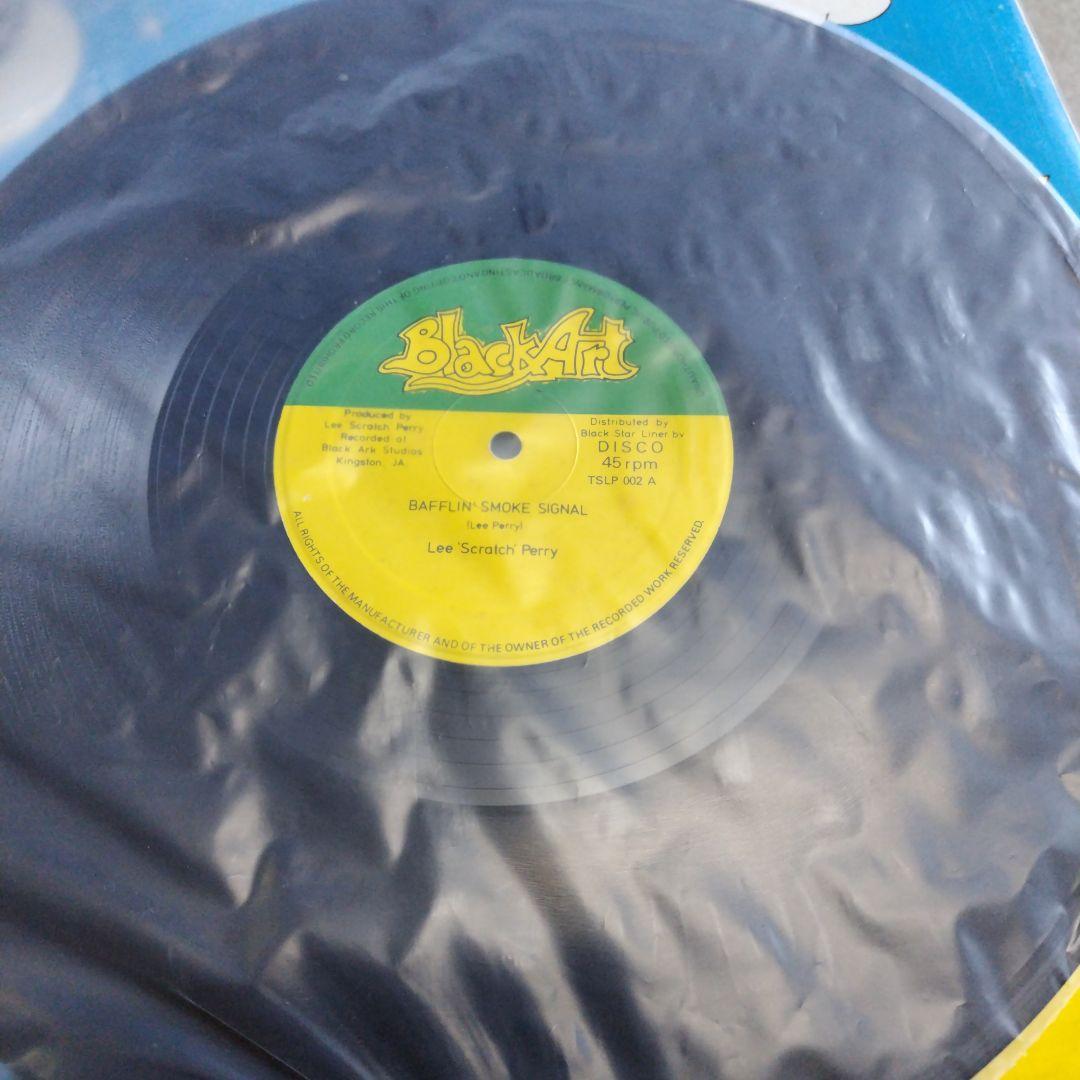 Black Art
Produced by
Lee Scratch Perry
Recorded at
Black Ark Studios
Kingston, JA.
Distributed by
Black Star Liner bv
DISCO
45 rpm
TSLP 002 A
BAFFLIN' SMOKE SIGNAL
(Lee Perry)
Lee 'Scratch' Perry
ALL RIGHTS OF THE MANUFACTURER AND OF THE OWNER OF THE RECORDED WORK RESERVED.